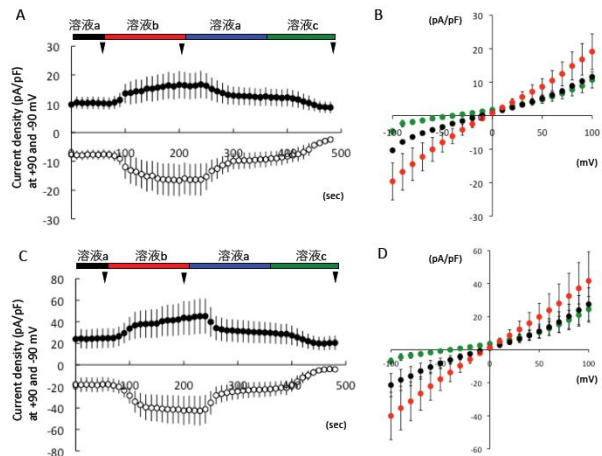 A
溶液a 溶液b 溶液a 溶液c
Current density (pA/pF)
at +90 and -90 mV
30
20
10
0
-10
-20
-30
100 200 300 400 500
(sec)
B
(pA/pF)
30
20
10
-10
-20
-30
-100 -50 0 50 100
(mV)
C
溶液a 溶液b 溶液a 溶液c
Current density (pA/pF)
at +90 and -90 mV
80
60
40
20
0
-20
-40
-60
-80
100 200 300 400 500
(sec)
D
(pA/pF)
60
40
20
-20
-40
-60
-100 -50 0 50 100
(mV)